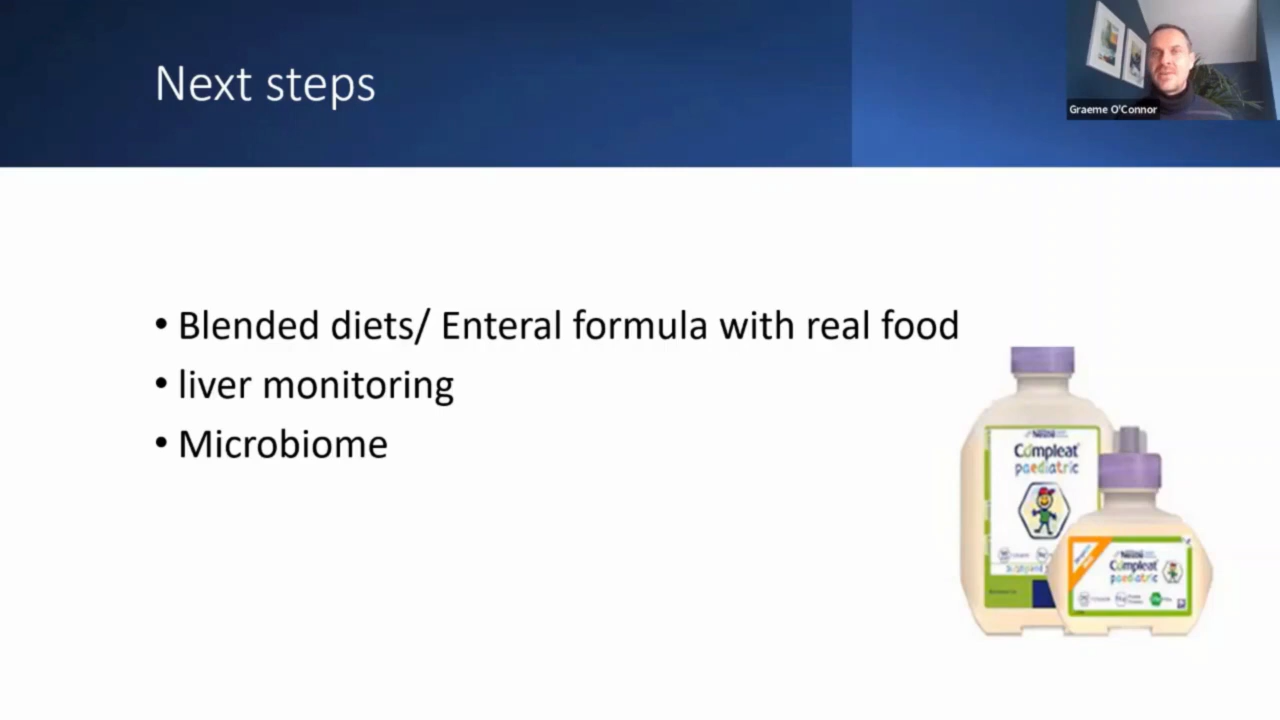 Next steps
Graeme O'Connor
• Blended diets/ Enteral formula with real food
• liver monitoring
• Microbiome
Nestlé
Compleat
paediatric
Nestlé
Compleat
paediatric